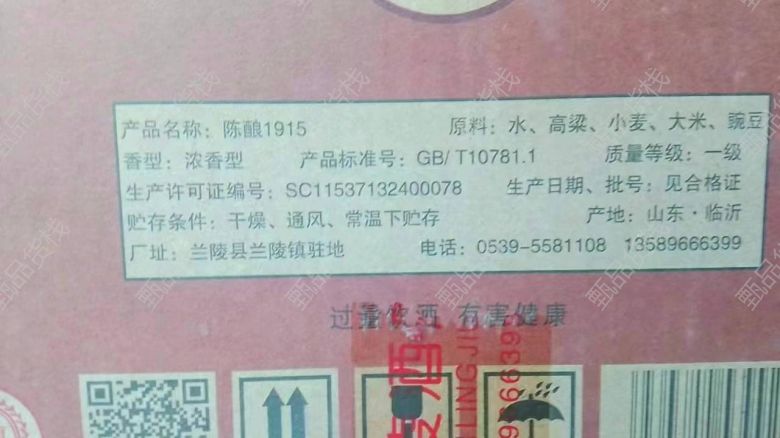 产品名称：陈酿1915 原料：水、高粱、小麦、大米、豌豆
香型：浓香型 产品标准号：GB/T10781.1 质量等级：一级
生产许可证编号：SC11537132400078 生产日期、批号：见合格证
贮存条件：干燥、通风、常温下贮存 产地：山东·临沂
厂址：兰陵县兰陵镇驻地 电话：0539-5581108 13589666399
过量饮酒 有害健康
甄品货栈